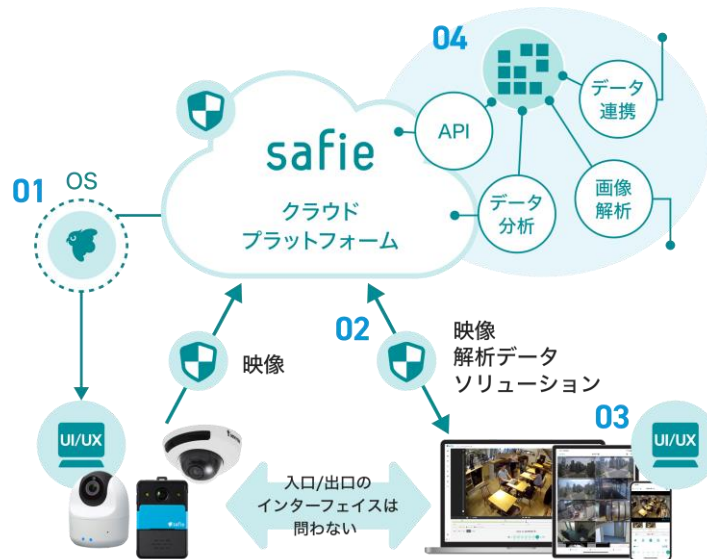 04
データ
連携
API
safie
クラウド
プラットフォーム
データ
分析
画像
解析
01
OS
02
映像
映像
解析データ
ソリューション
03
UI/UX
UI/UX
safie
入口/出口の
インターフェイスは
問わない